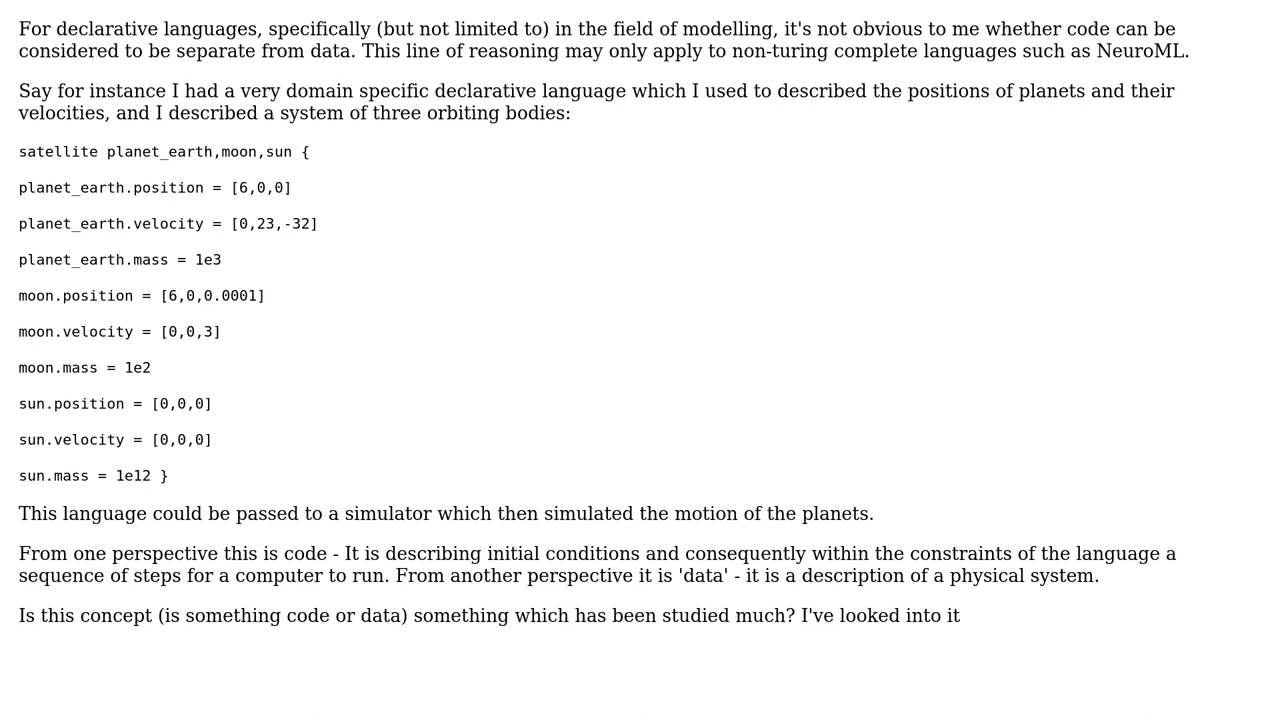 For declarative languages, specifically (but not limited to) in the field of modelling, it's not obvious to me whether code can be
considered to be separate from data. This line of reasoning may only apply to non-turing complete languages such as NeuroML.
Say for instance I had a very domain specific declarative language which I used to described the positions of planets and their
velocities, and I described a system of three orbiting bodies:
satellite planet_earth,moon,sun {
planet_earth.position = [6,0,0]
planet_earth.velocity = [0,23,-32]
planet_earth.mass = 1e3
moon.position = [6,0,0.0001]
moon.velocity = [0,0,3]
moon.mass = 1e2
sun.position = [0,0,0]
sun.velocity = [0,0,0]
sun.mass = 1e12 }
This language could be passed to a simulator which then simulated the motion of the planets.
From one perspective this is code - It is describing initial conditions and consequently within the constraints of the language a
sequence of steps for a computer to run. From another perspective it is 'data' - it is a description of a physical system.
Is this concept (is something code or data) something which has been studied much? I've looked into it